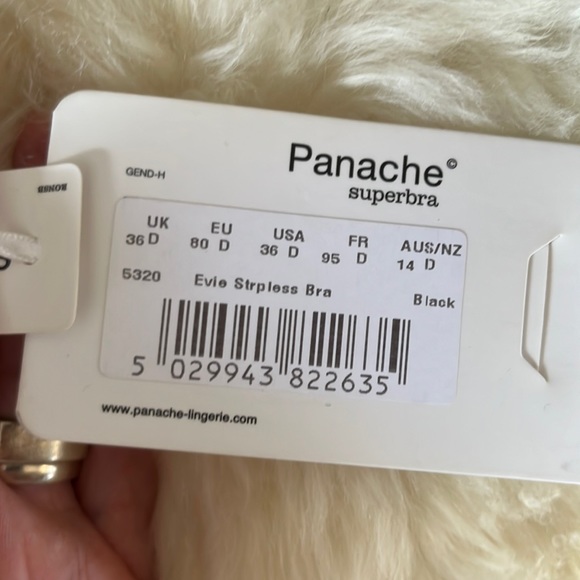 Panache©
superbra
GEND-H
UK EU USA FR AUS/NZ
36 D 80 D 36 D 95 D 14 D
5320 Evie Strpless Bra Black
5 029943 822635
www.panache-lingerie.com